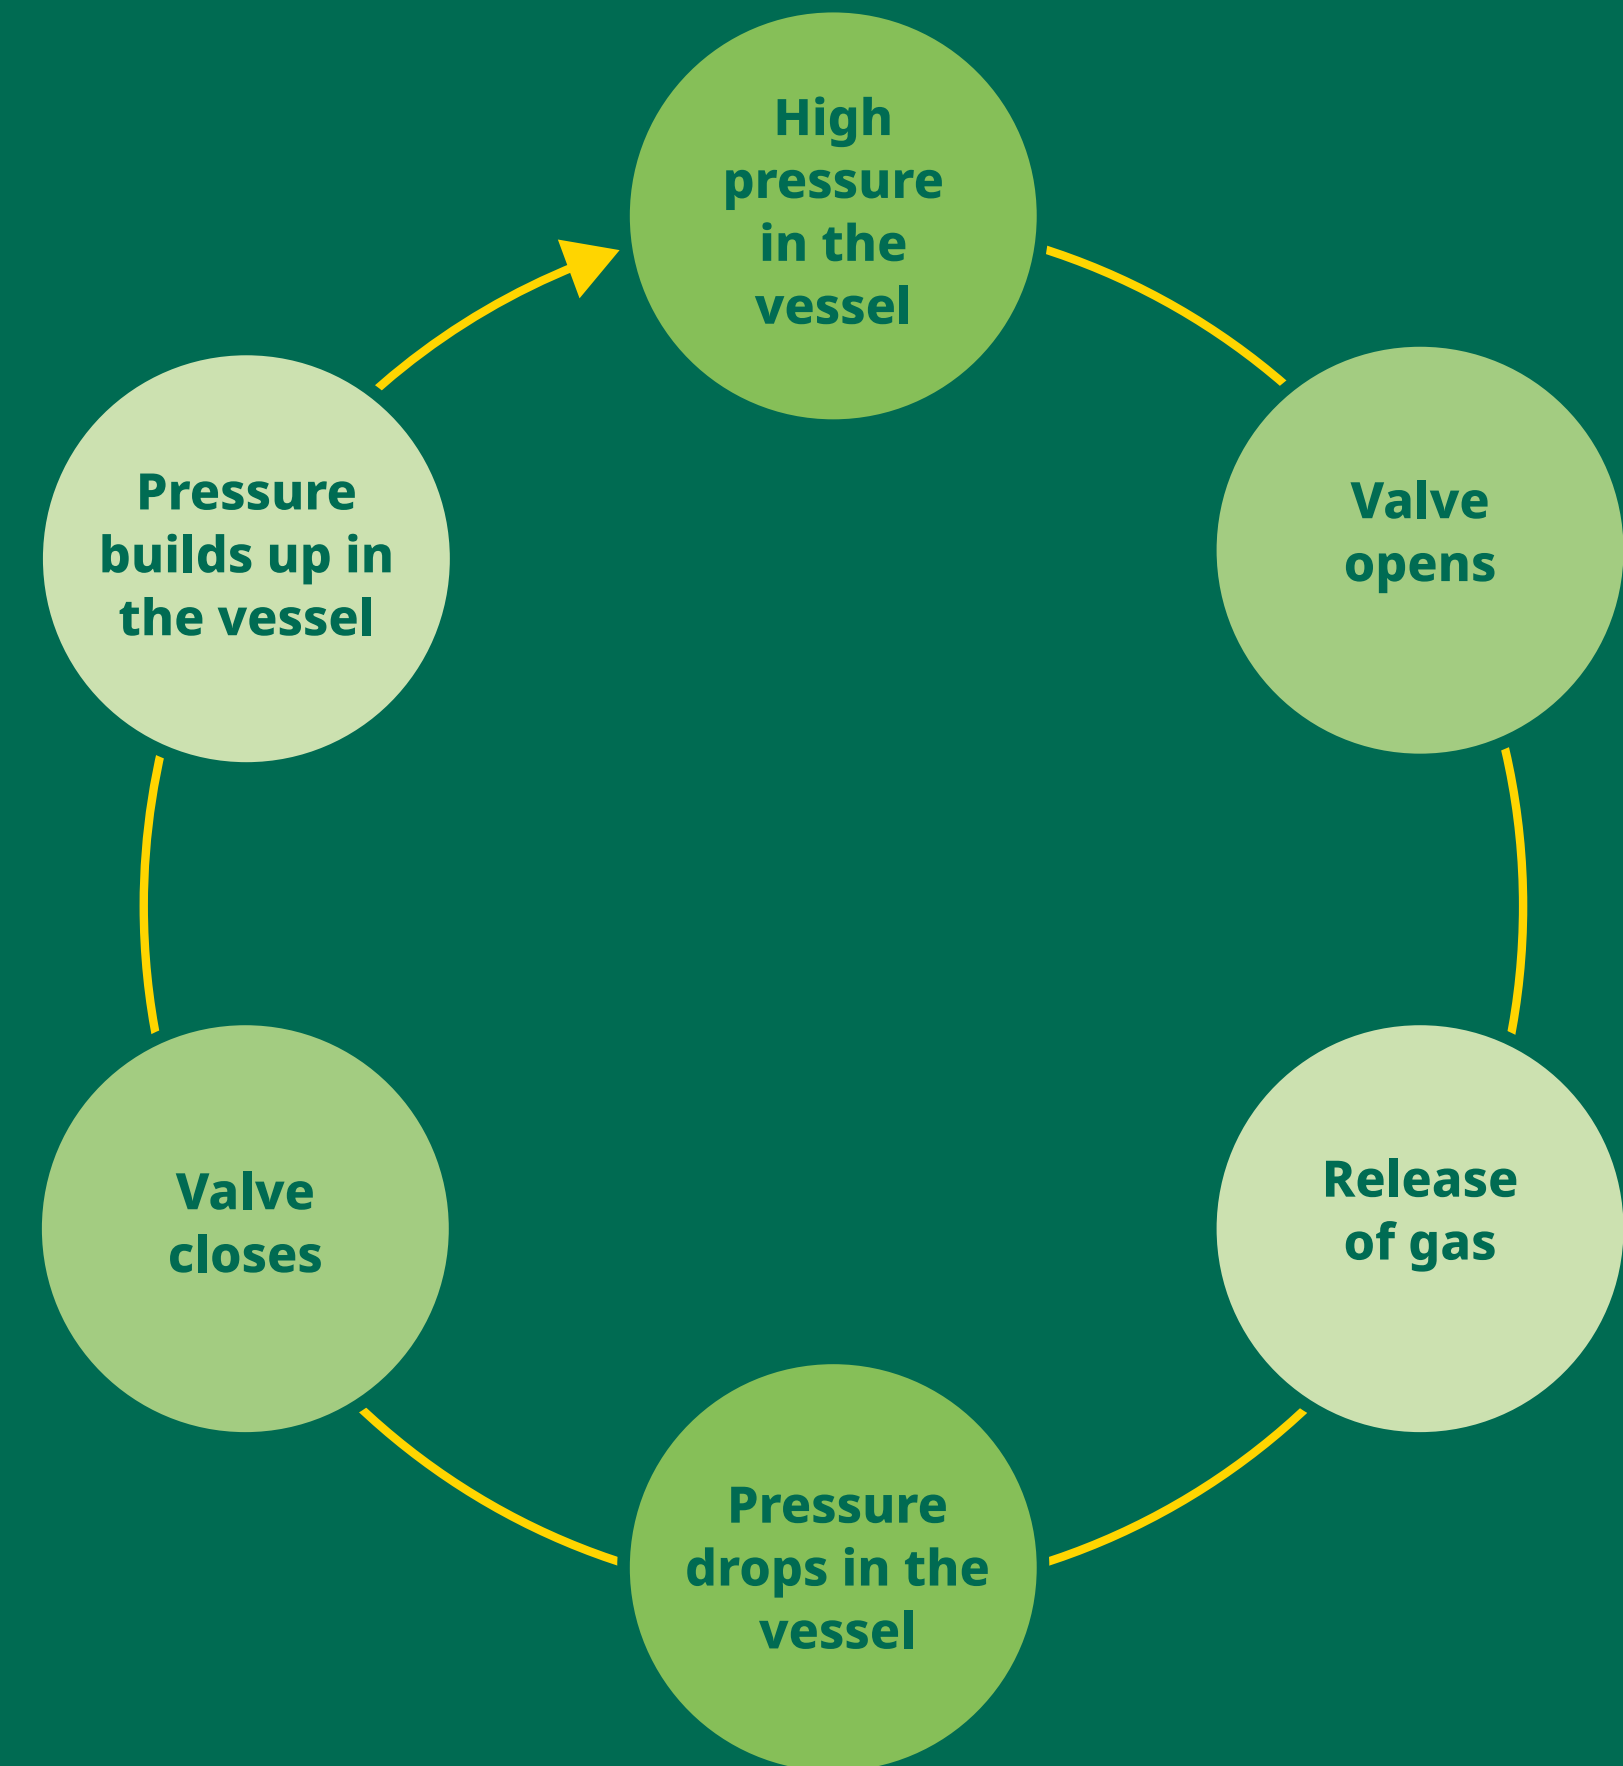 High
pressure
in the
vessel
Valve
opens
Release
of gas
Pressure
drops in the
vessel
Valve
closes
Pressure
builds up in
the vessel